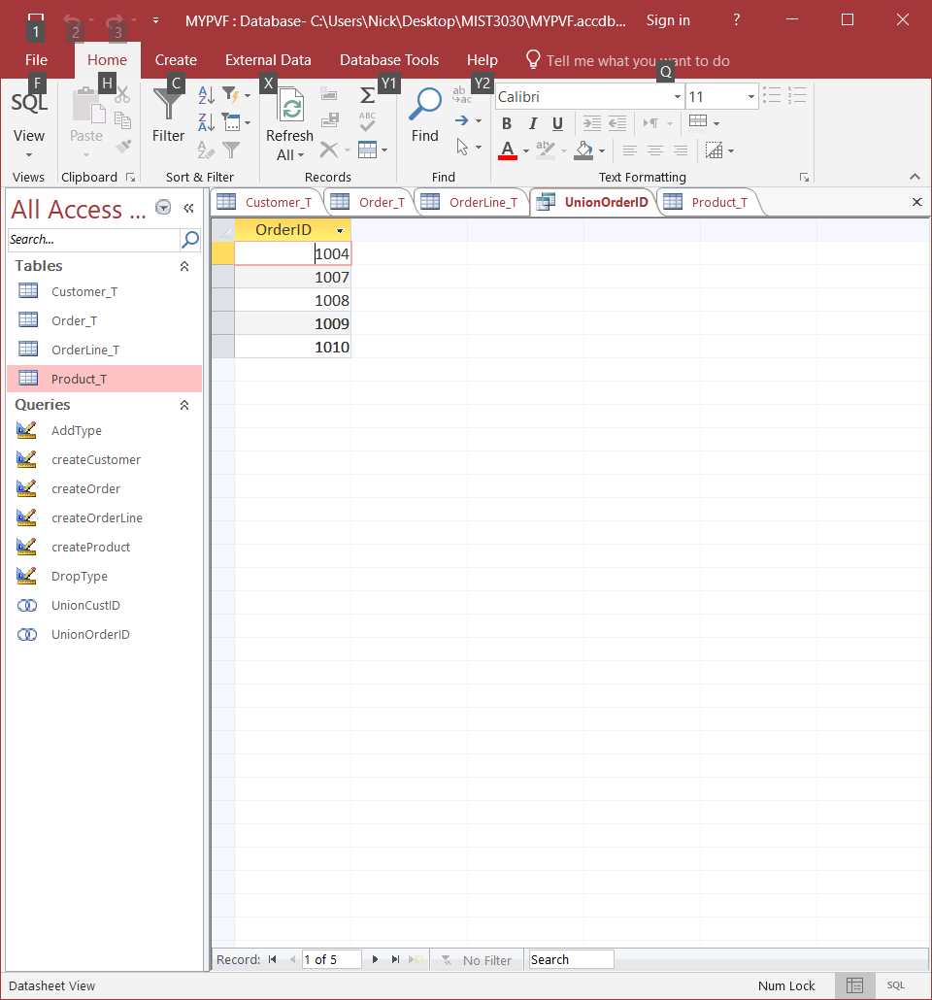 MYPVF : Database- C:\Users\Nick\Desktop\MIST3030\MYPVF.accdb... Sign in ?
1 2 3
File Home Create External Data Database Tools Help Tell me what you want to do
F H C X Y1 Y2 Q
SQL
View
Views
Paste
Clipboard
Filter
Sort & Filter
Refresh
All
Records
ABC
Find
ab
ac
Find
Calibri 11
B I U
A ab
Text Formatting
All Access ...
Search...
Tables
Customer_T
Order_T
OrderLine_T
Product_T
Queries
AddType
createCustomer
createOrder
createOrderLine
createProduct
DropType
UnionCustID
UnionOrderID
Customer_T Order_T OrderLine_T UnionOrderID Product_T
OrderID
1004
1007
1008
1009
1010
Record: 1 of 5 No Filter Search
Datasheet View Num Lock SQL